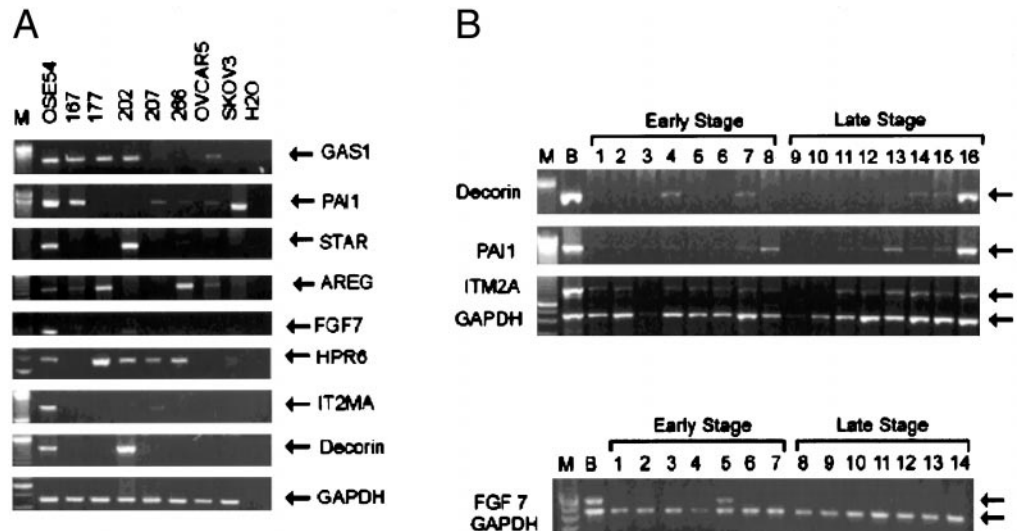 A
M OSE54 167 177 202 207 266 OVCAR5 SKOV3 H2O
GAS1
PAI1
STAR
AREG
FGF7
HPR6
IT2MA
Decorin
GAPDH
B
Early Stage Late Stage
M B 1 2 3 4 5 6 7 8 9 10 11 12 13 14 15 16
Decorin
PAI1
ITM2A
GAPDH
Early Stage Late Stage
M B 1 2 3 4 5 6 7 8 9 10 11 12 13 14
FGF 7
GAPDH